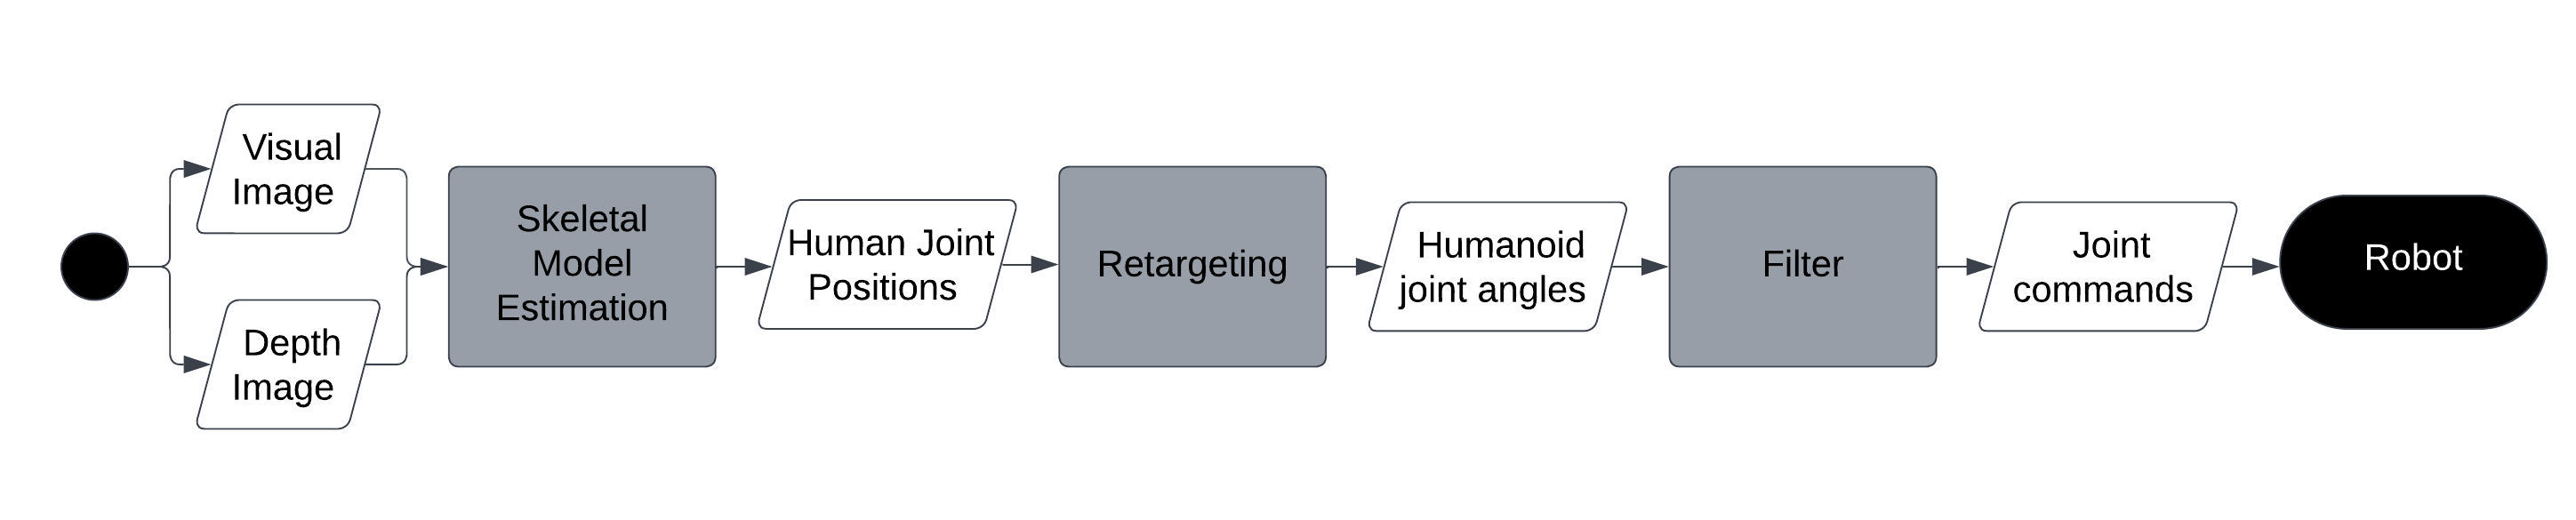 Visual
Image
Depth
Image
Skeletal
Model
Estimation
Human Joint
Positions
Retargeting
Humanoid
joint angles
Filter
Joint
commands
Robot